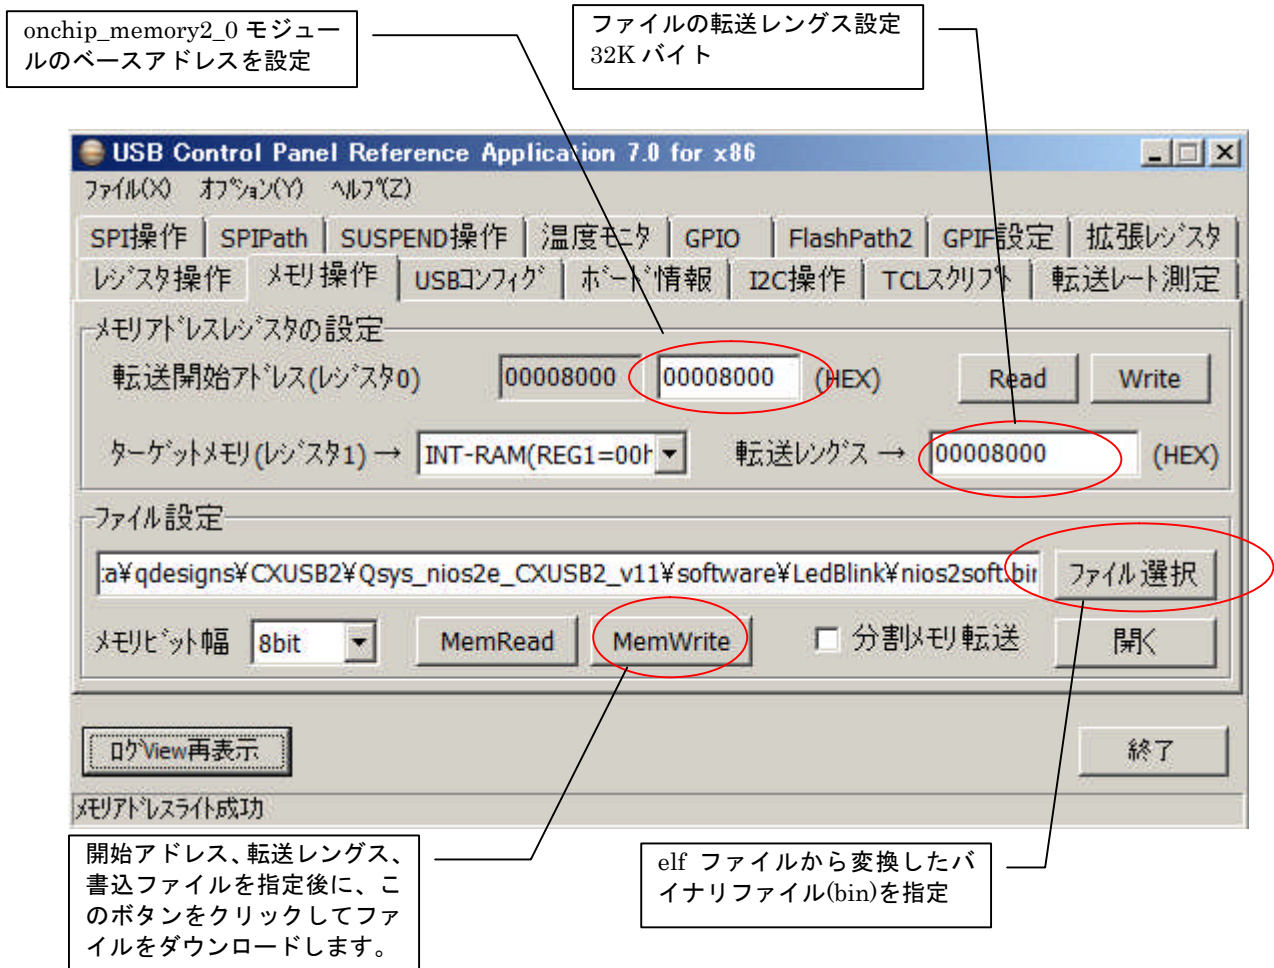 onchip_memory2_0 モジュー
ルのベースアドレスを設定
ファイルの転送レングス設定
32K バイト
USB Control Panel Reference Application 7.0 for x86
ファイル(X) オプション(Y) ヘルプ(Z)
SPI操作 SPIPath SUSPEND操作 温度モニタ GPIO FlashPath2 GPIF設定 拡張レジスタ
レジスタ操作 メモリ操作 USBコンフィグ ボード情報 I2C操作 TCLスクリプト 転送レート測定
メモリアドレスレジスタの設定
転送開始アドレス(レジスタ0) 00008000 00008000 (HEX) Read Write
ターゲットメモリ(レジスタ1) → INT-RAM(REG1=00h 転送レングス → 00008000 (HEX)
ファイル設定
:a¥qdesigns¥CXUSB2¥Qsys_nios2e_CXUSB2_v11¥software¥LedBlink¥nios2soft.bin ファイル選択
メモリビット幅 8bit MemRead MemWrite 分割メモリ転送 開く
ログView再表示 終了
メモリアドレスライト成功
開始アドレス、転送レングス、
書込ファイルを指定後に、こ
のボタンをクリックしてファ
イルをダウンロードします。
elf ファイルから変換したバ
イナリファイル(bin)を指定